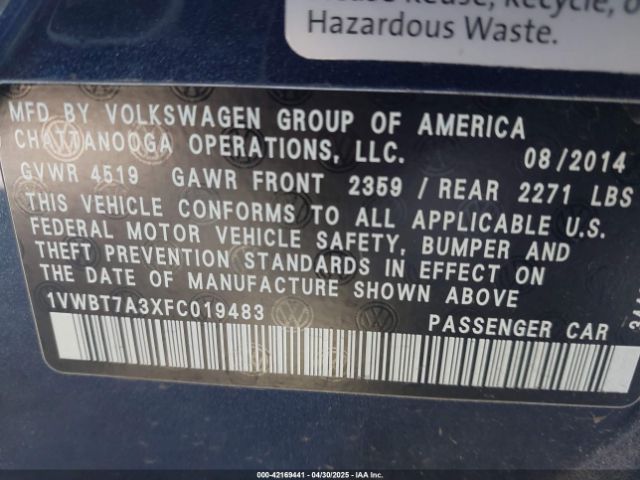 Reuse, Recycle,
Hazardous Waste.
MFD BY VOLKSWAGEN GROUP OF AMERICA
CHATTANOOGA OPERATIONS, LLC. 08/2014
GVWR 4519 GAWR FRONT 2359 / REAR 2271 LBS
THIS VEHICLE CONFORMS TO ALL APPLICABLE U.S.
FEDERAL MOTOR VEHICLE SAFETY, BUMPER AND
THEFT PREVENTION STANDARDS IN EFFECT ON
THE DATE OF MANUFACTURE SHOWN ABOVE
1VWBT7A3XFC019483 PASSENGER CAR
000-42169441 - 04/30/2025 - IAA Inc.